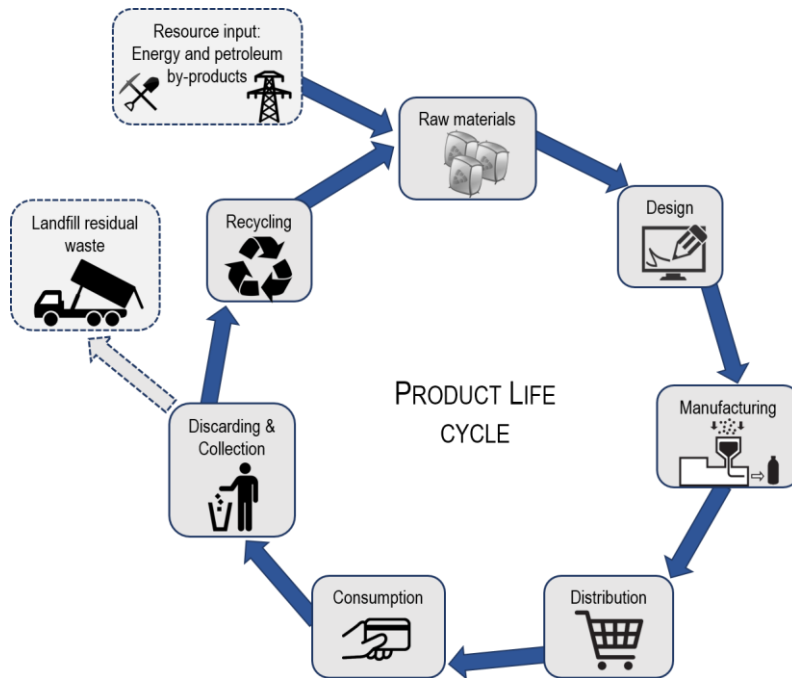 Resource input:
Energy and petroleum
by-products
Raw materials
Design
Manufacturing
Distribution
Consumption
Discarding &
Collection
Recycling
Landfill residual
waste
PRODUCT LIFE
CYCLE